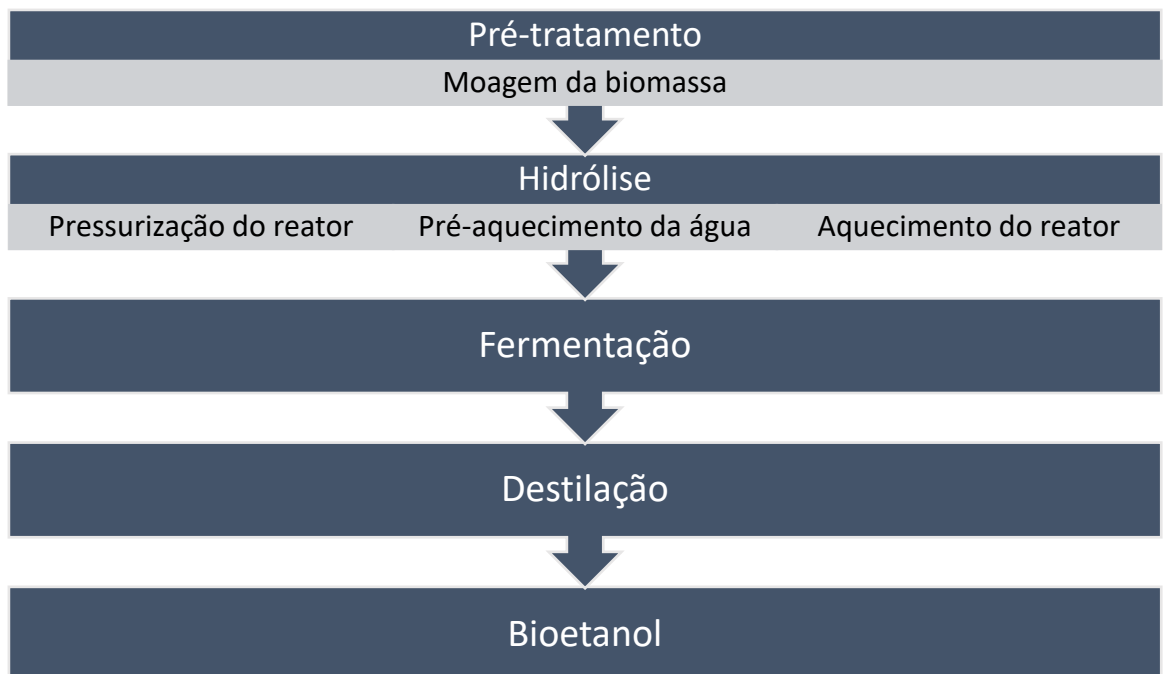 Pré-tratamento
Moagem da biomassa
Hidrólise
Pressurização do reator Pré-aquecimento da água Aquecimento do reator
Fermentação
Destilação
Bioetanol